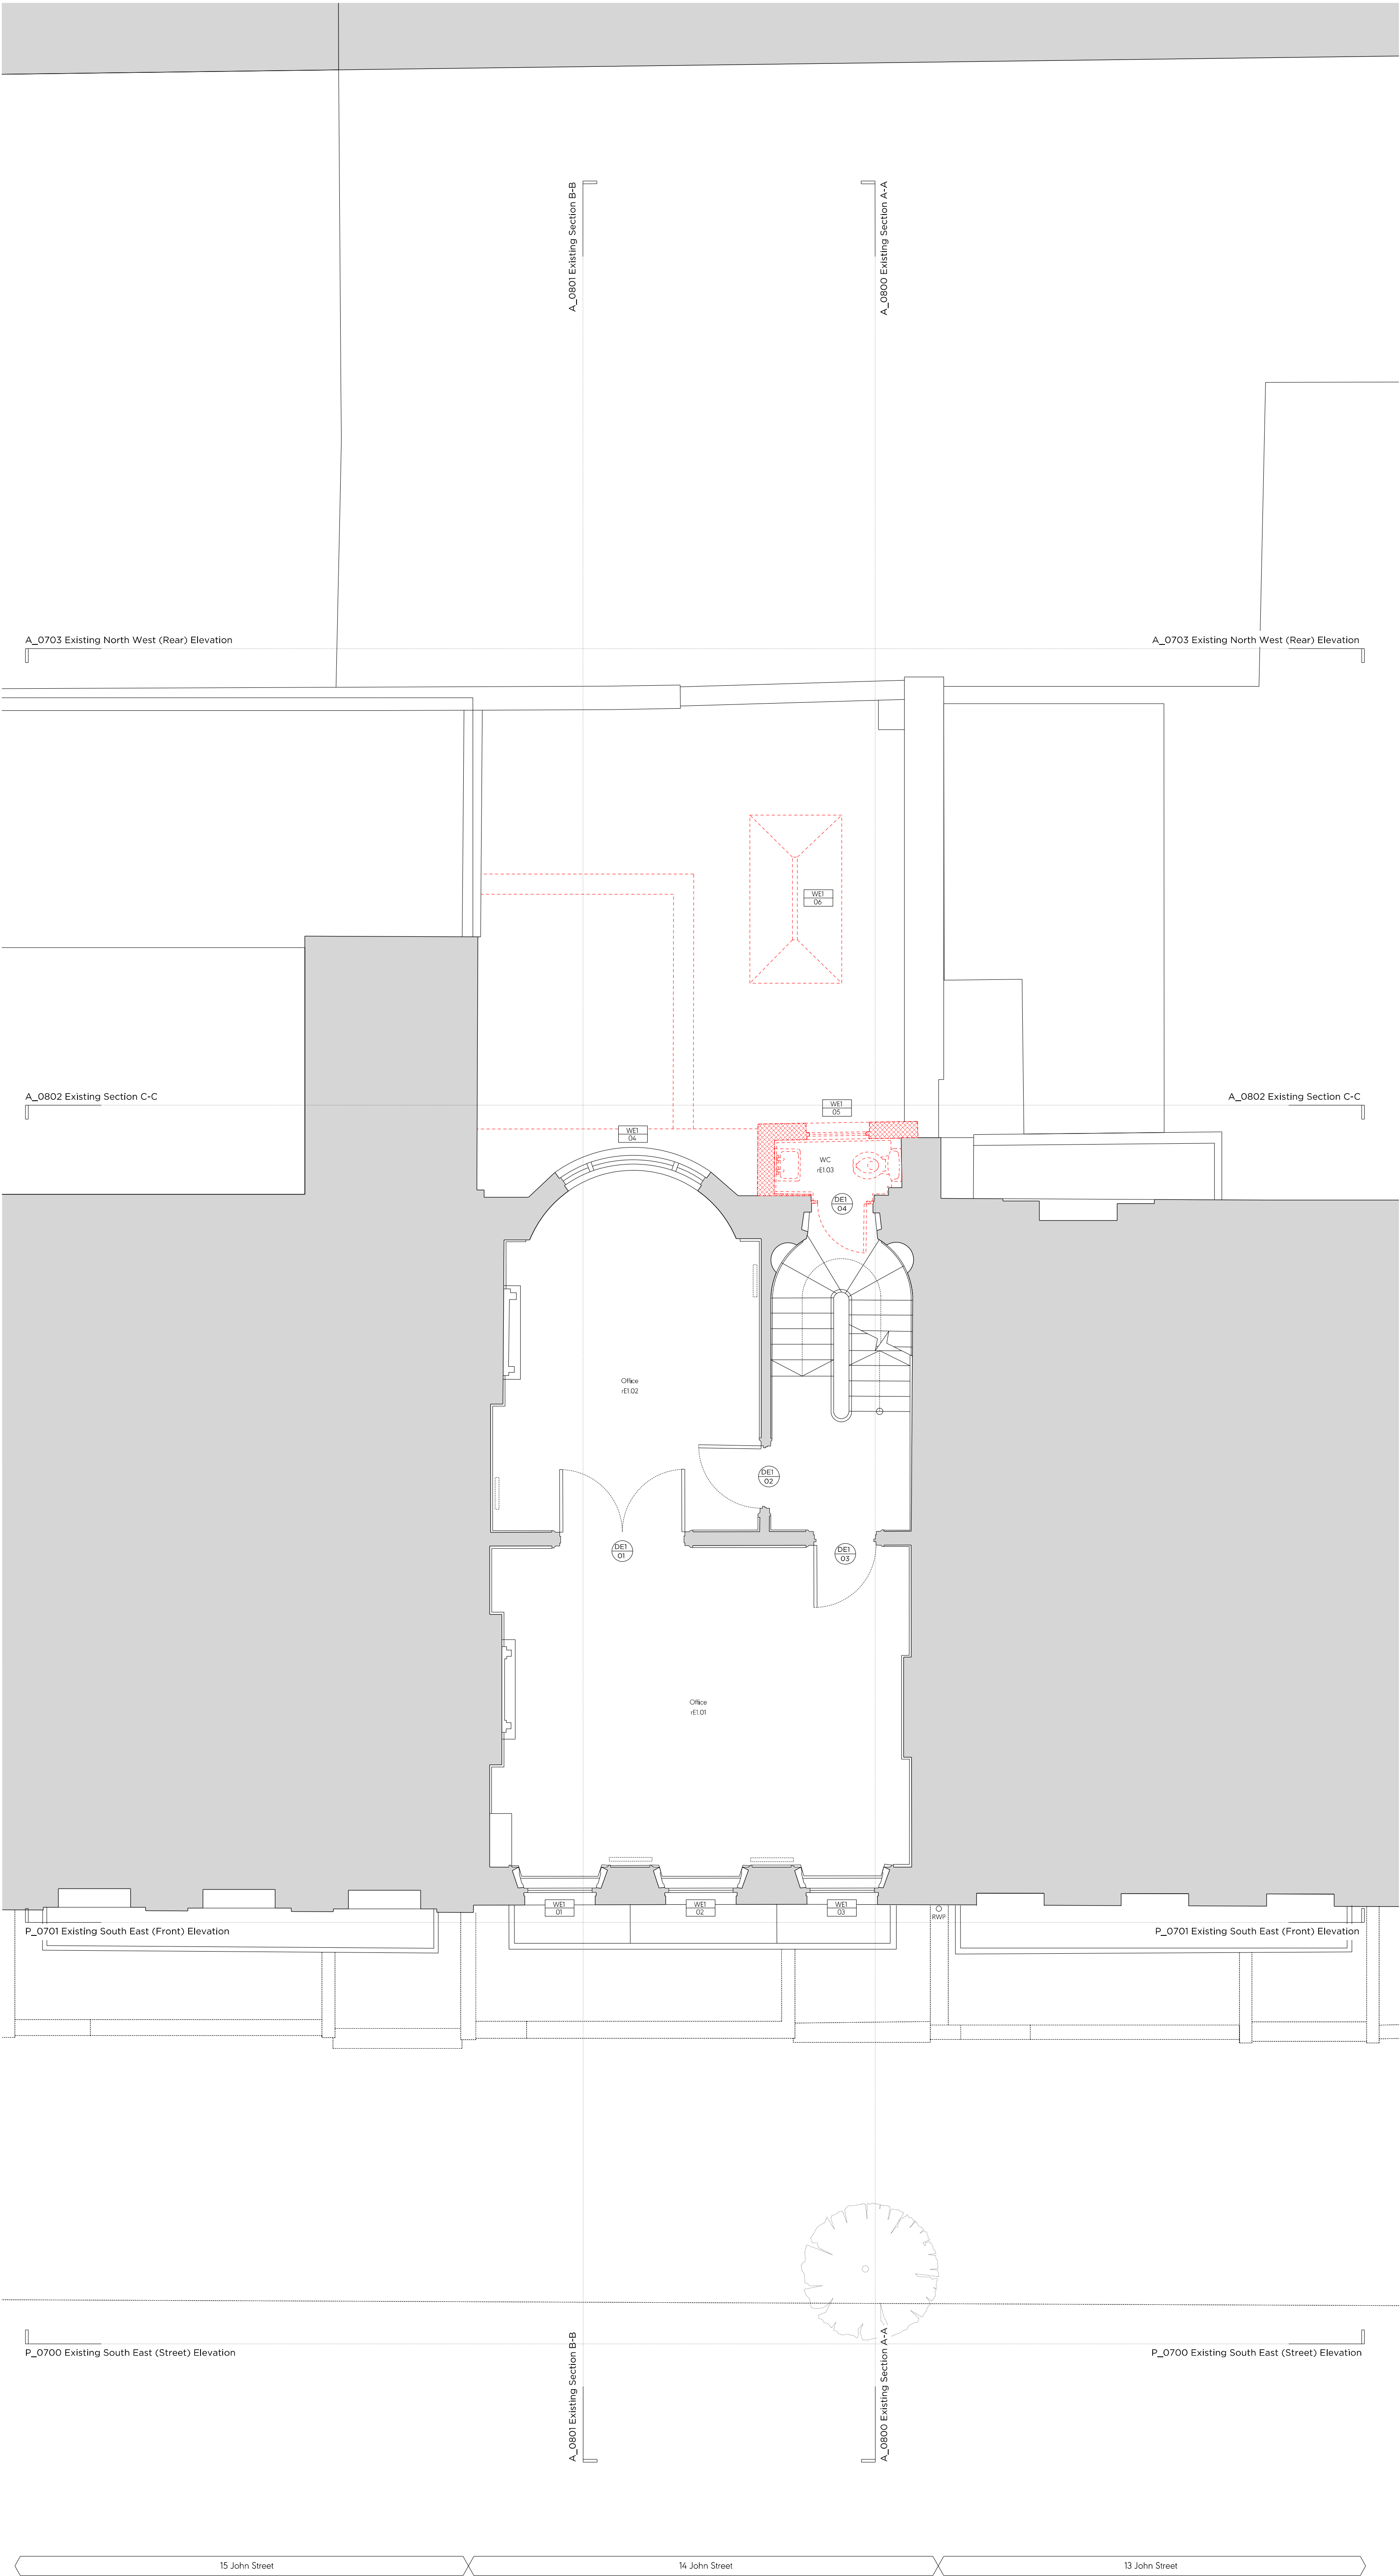 A_0801 Existing Section B-B
A_0800 Existing Section A-A
A_0703 Existing North West (Rear) Elevation
A_0703 Existing North West (Rear) Elevation
WE1
06
A_0802 Existing Section C-C
A_0802 Existing Section C-C
WE1
05
WE1
04
WC
rE1.03
DE1
04
Office
rE1.02
DE1
02
DE1
01
DE1
03
Office
rE1.01
WE1
01
WE1
02
WE1
03
RWP
P_0701 Existing South East (Front) Elevation
P_0701 Existing South East (Front) Elevation
P_0700 Existing South East (Street) Elevation
P_0700 Existing South East (Street) Elevation
A_0801 Existing Section B-B
A_0800 Existing Section A-A
15 John Street
14 John Street
13 John Street